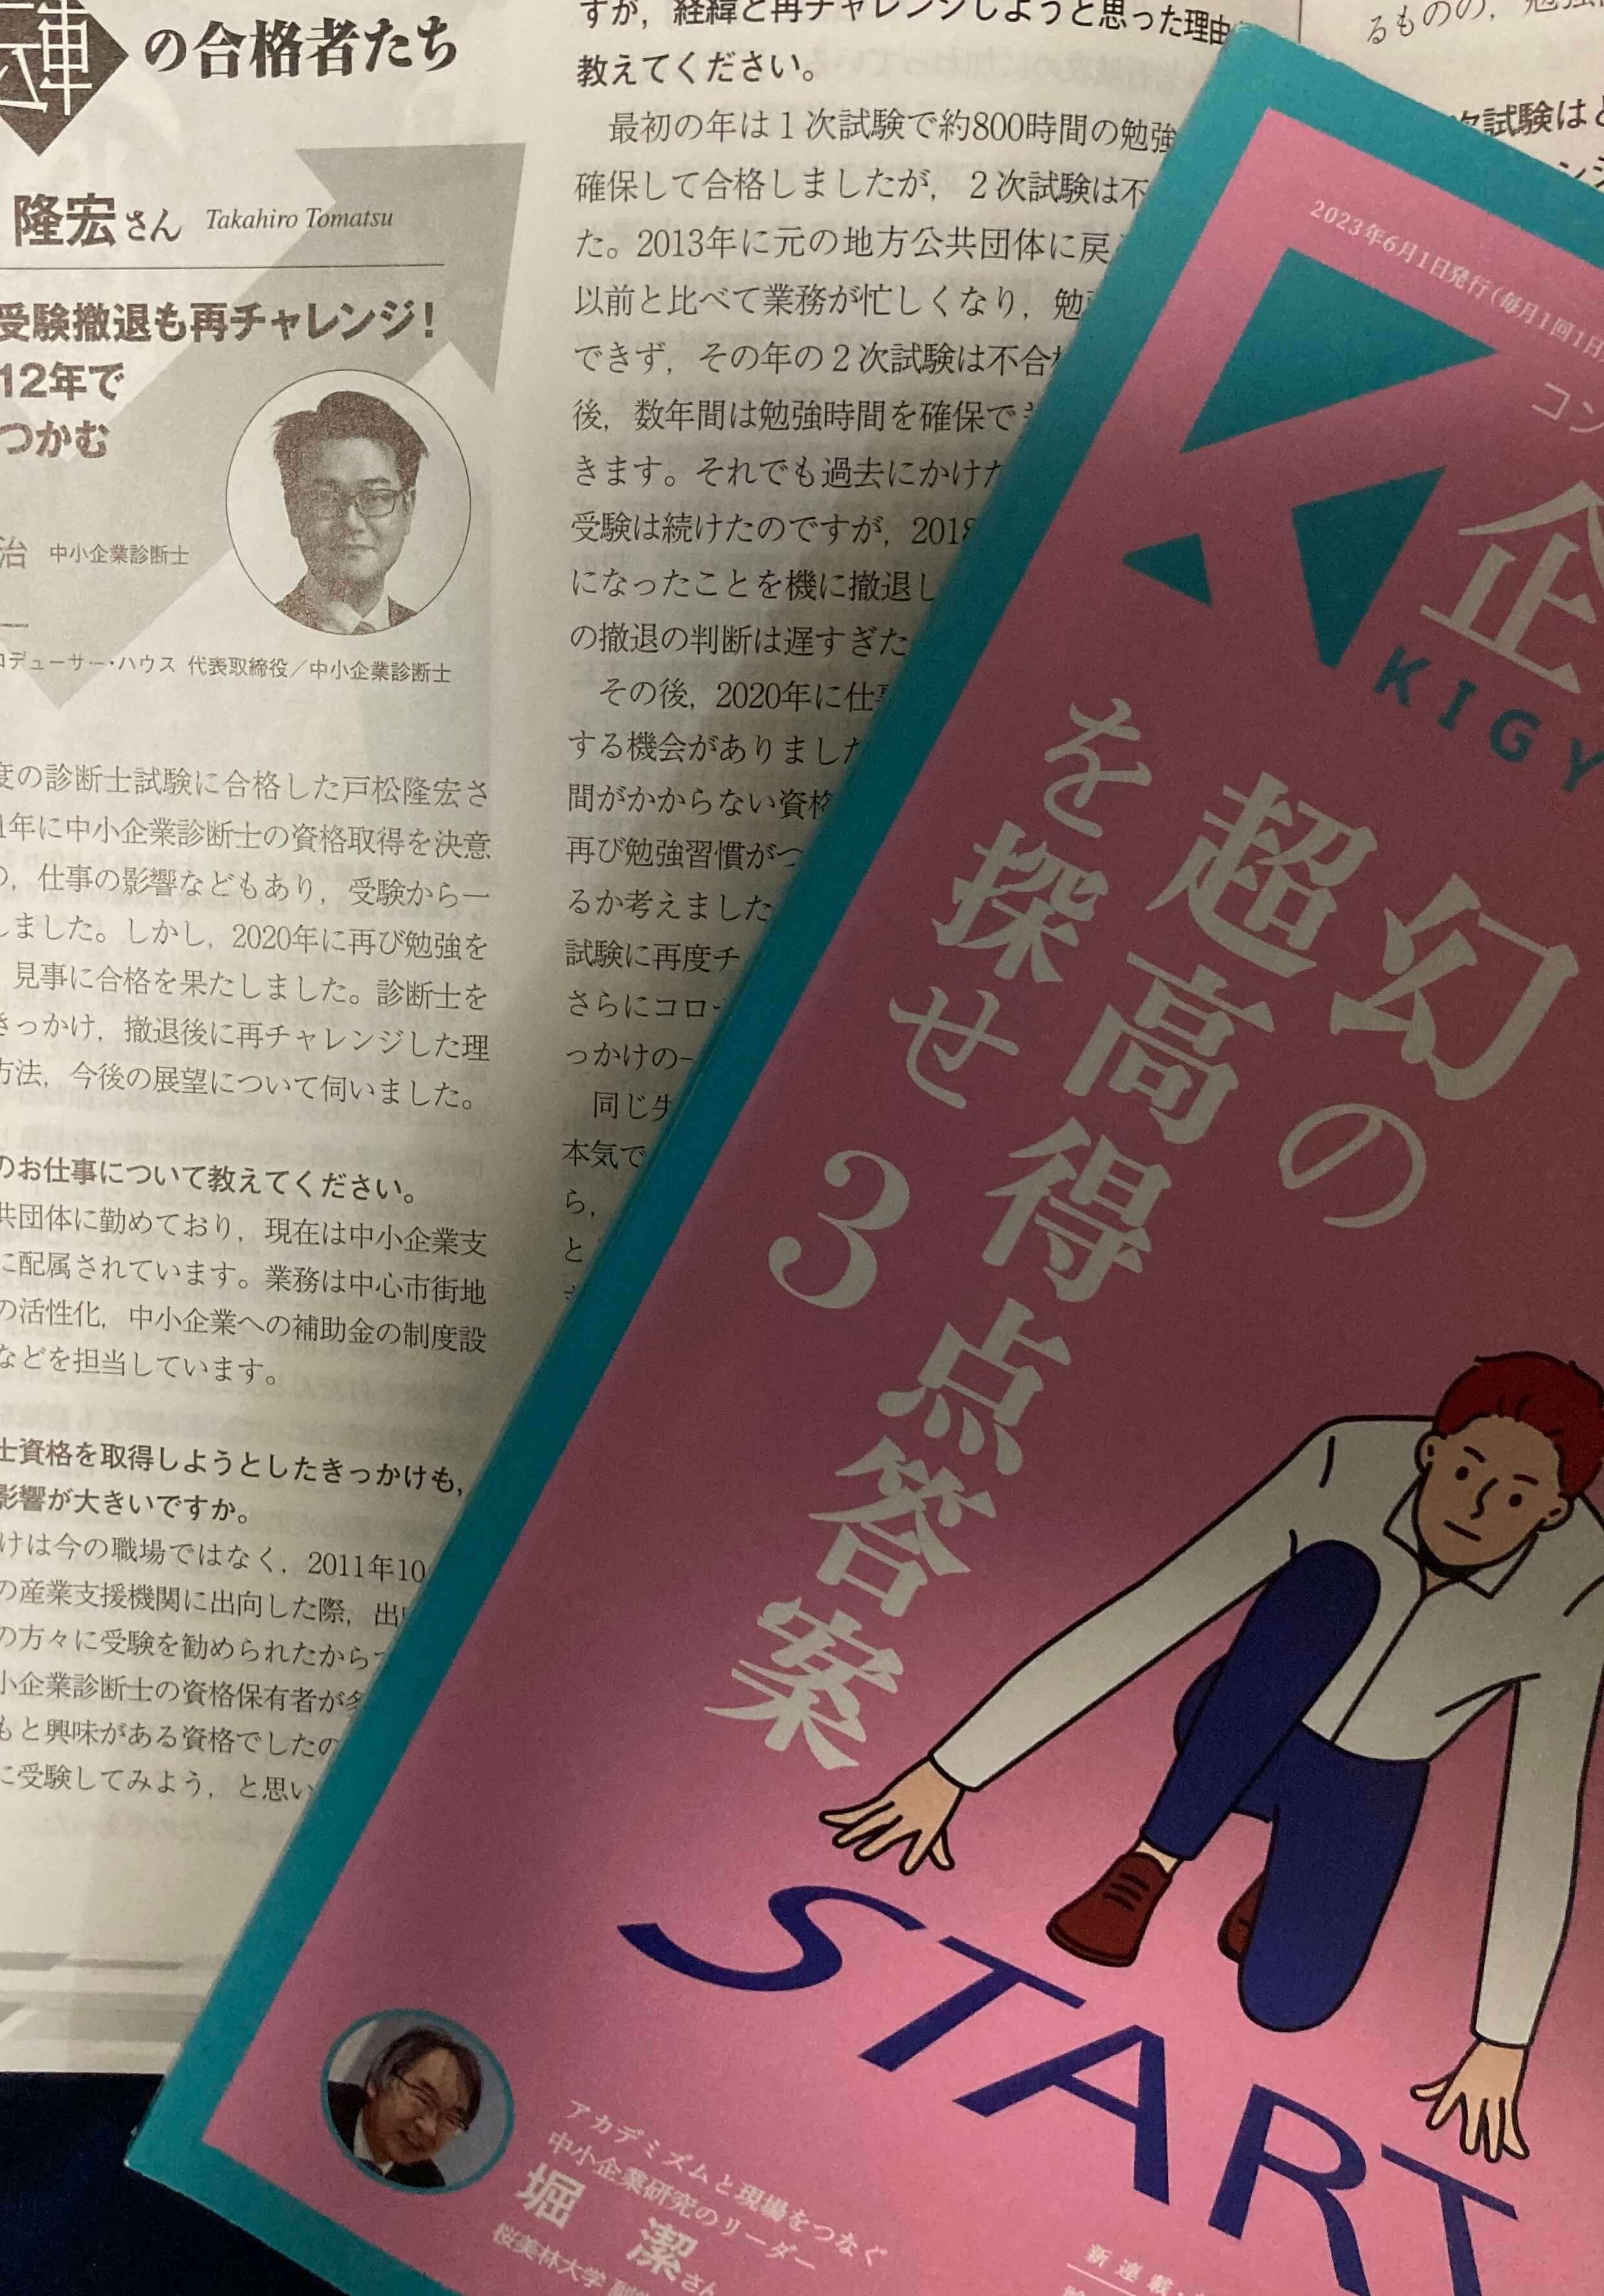 の合格者たち
隆宏さん Takahiro Tomatsu
受験撤退も再チャレンジ！
12年で
つかむ
治 中小企業診断士
ロデューサー・ハウス 代表取締役／中小企業診断士
度の診断士試験に合格した戸松隆宏さ
1年に中小企業診断士の資格取得を決意
の，仕事の影響などもあり，受験から一
しました。しかし，2020年に再び勉強を
，見事に合格を果たしました。診断士を
きっかけ，撤退後に再チャレンジした理
方法，今後の展望について伺いました。
のお仕事について教えてください。
共団体に勤めており，現在は中小企業支
に配属されています。業務は中心市街地
の活性化，中小企業への補助金の制度設
などを担当しています。
士資格を取得しようとしたきっかけも，
影響が大きいですか。
けは今の職場ではなく，2011年10
の産業支援機関に出向した際，出
の方々に受験を勧められたから
小企業診断士の資格保有者が多
もと興味がある資格でしたの
に受験してみよう，と思い
すが，経緯と再チャレンジしようと思った理由
教えてください。
最初の年は１次試験で約800時間の勉強
確保して合格しましたが，２次試験は不
た。2013年に元の地方公共団体に戻
以前と比べて業務が忙しくなり，勉
できず，その年の２次試験は不合
後，数年間は勉強時間を確保で
きます。それでも過去にかけた
受験は続けたのですが，2018
になったことを機に撤退し
の撤退の判断は遅すぎた
その後，2020年に仕事
する機会がありました
間がかからない資格
再び勉強習慣がつ
るか考えました
試験に再度チ
さらにコロ
っかけの一
同じ失
本気で
ら，
と
るものの，勉強
次試験は
2023年6月1日発行（毎月1回1日
コン
企
KIGY
幻の
超高得点答案
を探せ3
START
アカデミズムと現場をつなぐ
中小企業研究のリーダー
堀 潔さん
桜美林大学
新連載